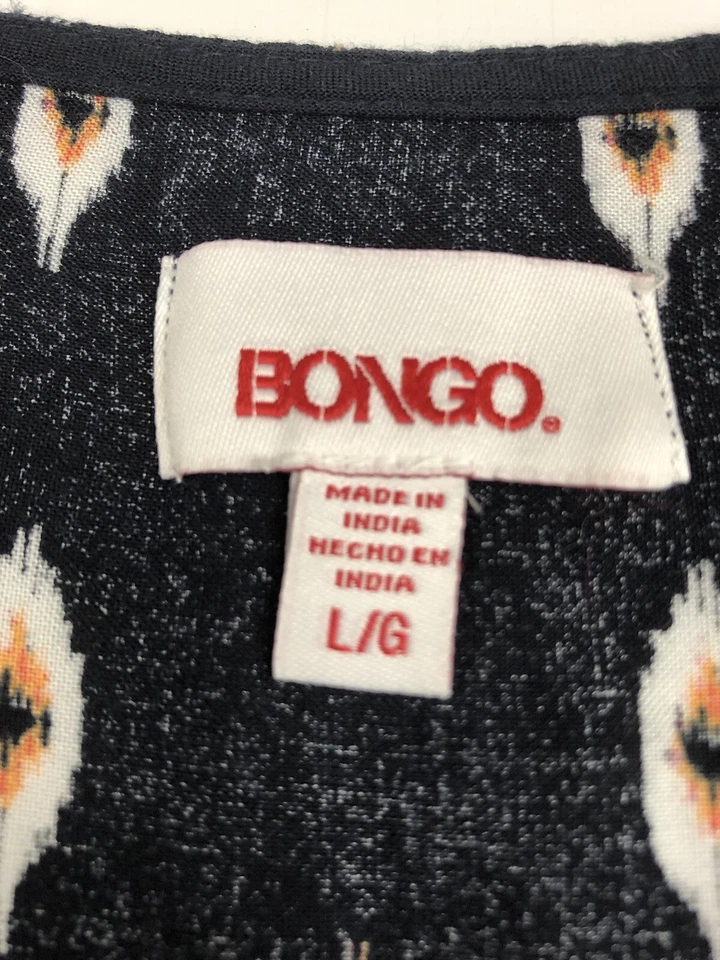 BONGO®
MADE IN
INDIA
HECHO EN
INDIA
L/G